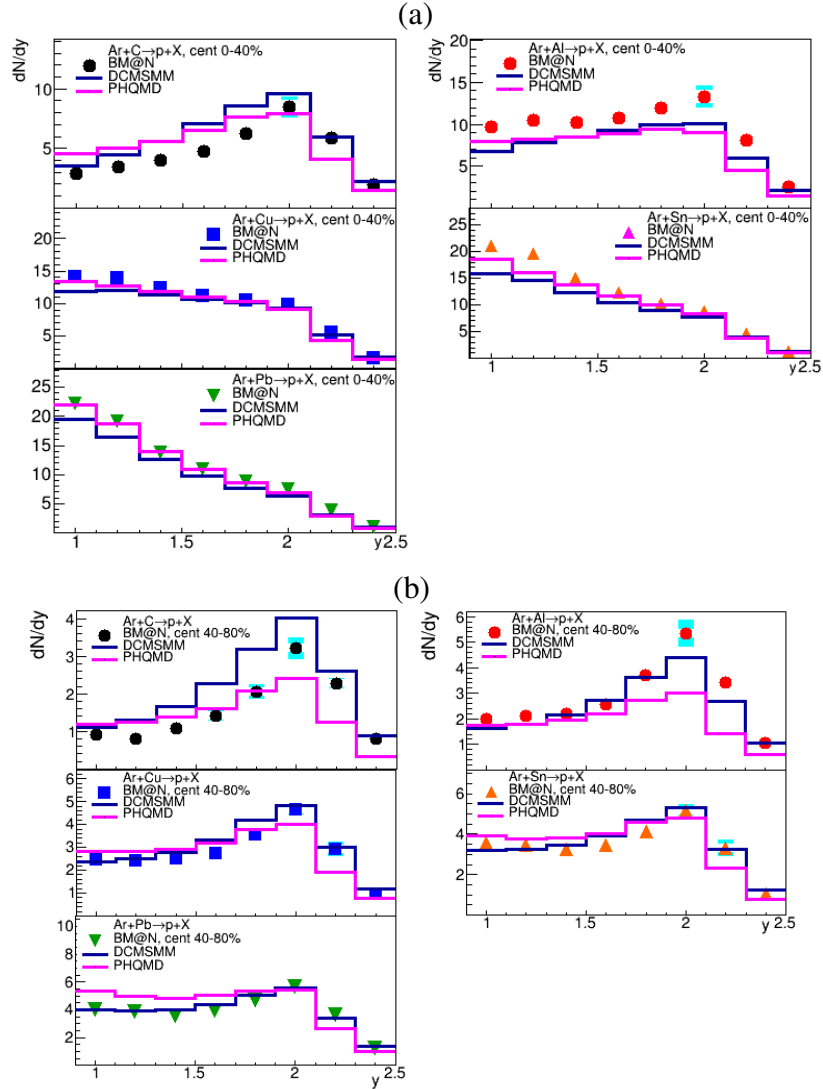 (a)
dN/dy
Ar+C→p+X, cent 0-40%
BM@N
DCMSMM
PHQMD
10
5
Ar+Al→p+X, cent 0-40%
BM@N
DCMSMM
PHQMD
20
15
10
5
Ar+Cu→p+X, cent 0-40%
BM@N
DCMSMM
PHQMD
20
15
10
5
Ar+Sn→p+X, cent 0-40%
BM@N
DCMSMM
PHQMD
25
20
15
10
5
1 1.5 2 y2.5
Ar+Pb→p+X, cent 0-40%
BM@N
DCMSMM
PHQMD
25
20
15
10
5
1 1.5 2 y2.5
(b)
dN/dy
Ar+C→p+X
BM@N, cent 40-80%
DCMSMM
PHQMD
4
3
2
1
dN/dy
Ar+Al→p+X
BM@N, cent 40-80%
DCMSMM
PHQMD
6
5
4
3
2
1
Ar+Cu→p+X
BM@N, cent 40-80%
DCMSMM
PHQMD
6
5
4
3
2
1
Ar+Sn→p+X
BM@N, cent 40-80%
DCMSMM
PHQMD
6
4
2
1 1.5 2 y 2.5
Ar+Pb→p+X
BM@N, cent 40-80%
DCMSMM
PHQMD
10
8
6
4
2
1 1.5 2 y 2.5